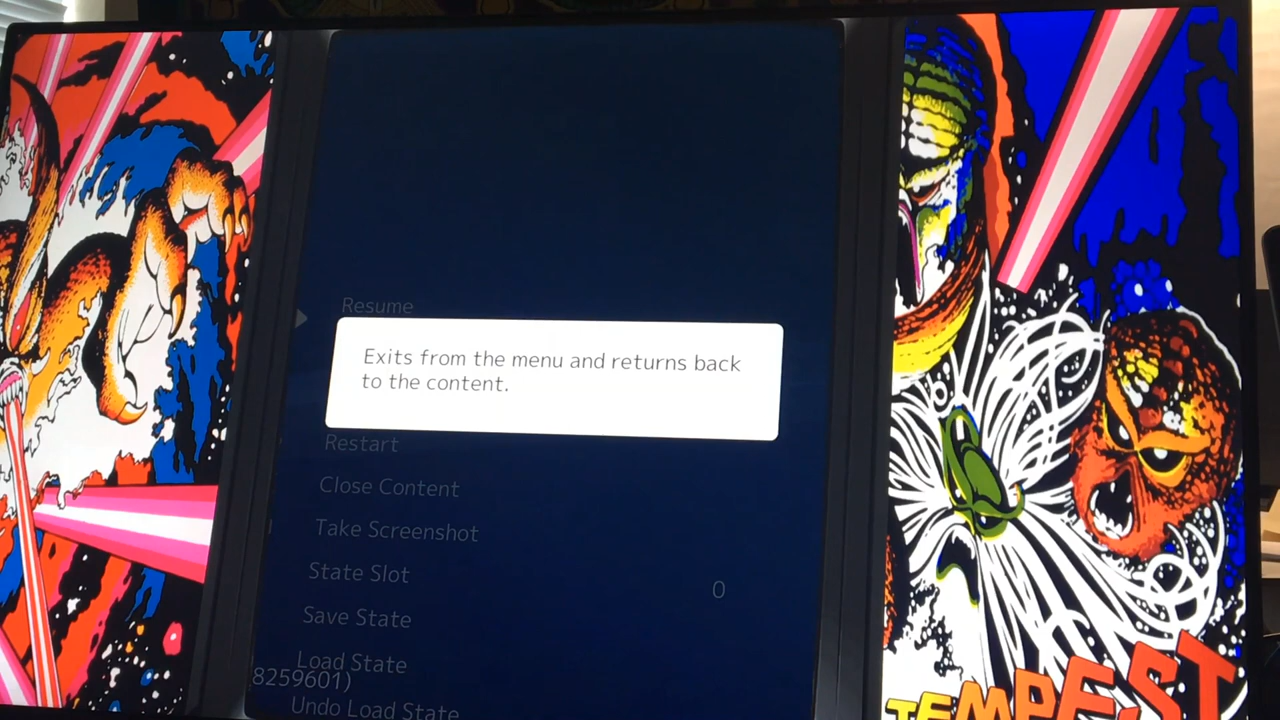 Resume
Exits from the menu and returns back
to the content.
Restart
Close Content
Take Screenshot
State Slot 0
Save State
Load State
8259601)
Undo Load State
TEMPEST